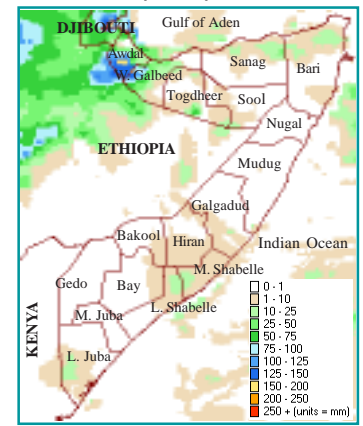 Gulf of Aden
DJIBOUTI
Awdal
W. Galbeed
Sanag
Bari
Togdheer
Sool
Nugal
ETHIOPIA
Mudug
Galgadud
Bakool
Hiran
Indian Ocean
M. Shabelle
Gedo
Bay
L. Shabelle
M. Juba
KENYA
L. Juba
0 - 1
1 - 10
10 - 25
25 - 50
50 - 75
75 - 100
100 - 125
125 - 150
150 - 200
200 - 250
250 + (units = mm)